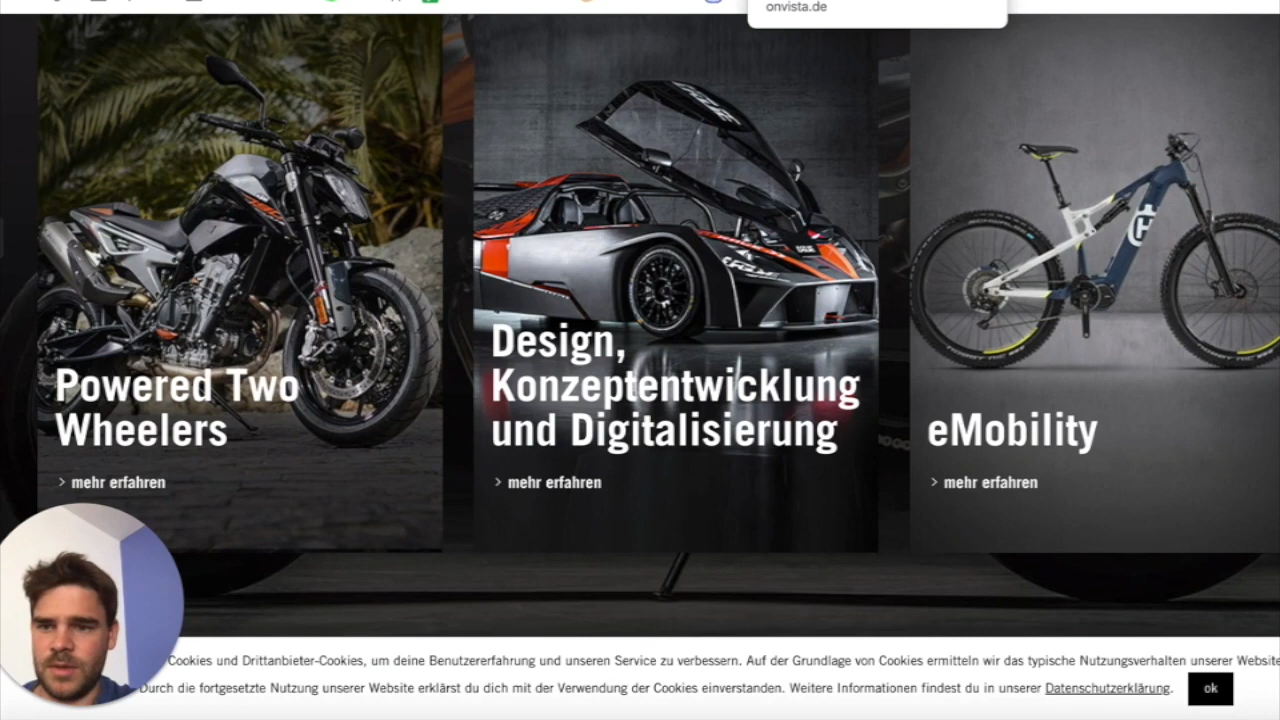 onvista.de
Powered Two
Wheelers
> mehr erfahren
Design,
Konzeptentwicklung
und Digitalisierung
> mehr erfahren
eMobility
> mehr erfahren
Cookies und Drittanbieter-Cookies, um deine Benutzererfahrung und unseren Service zu verbessern. Auf der Grundlage von Cookies ermitteln wir das typische Nutzungsverhalten unserer Website
Durch die fortgesetzte Nutzung unserer Website erklärst du dich mit der Verwendung der Cookies einverstanden. Weitere Informationen findest du in unserer Datenschutzerklärung.
ok